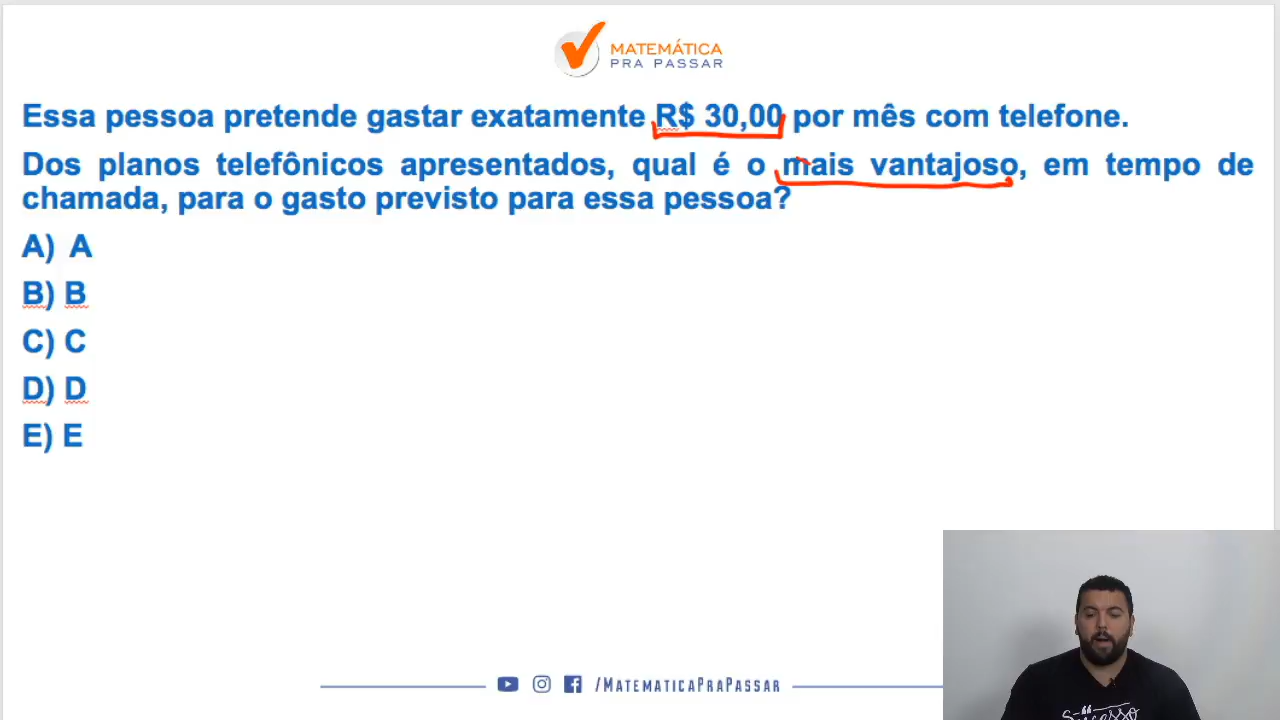 MATEMÁTICA
PRA PASSAR
Essa pessoa pretende gastar exatamente R$ 30,00 por mês com telefone.
Dos planos telefônicos apresentados, qual é o mais vantajoso, em tempo de
chamada, para o gasto previsto para essa pessoa?
A) A
B) B
C) C
D) D
E) E
/MATEMATICAPRAPASSAR
Sucesso